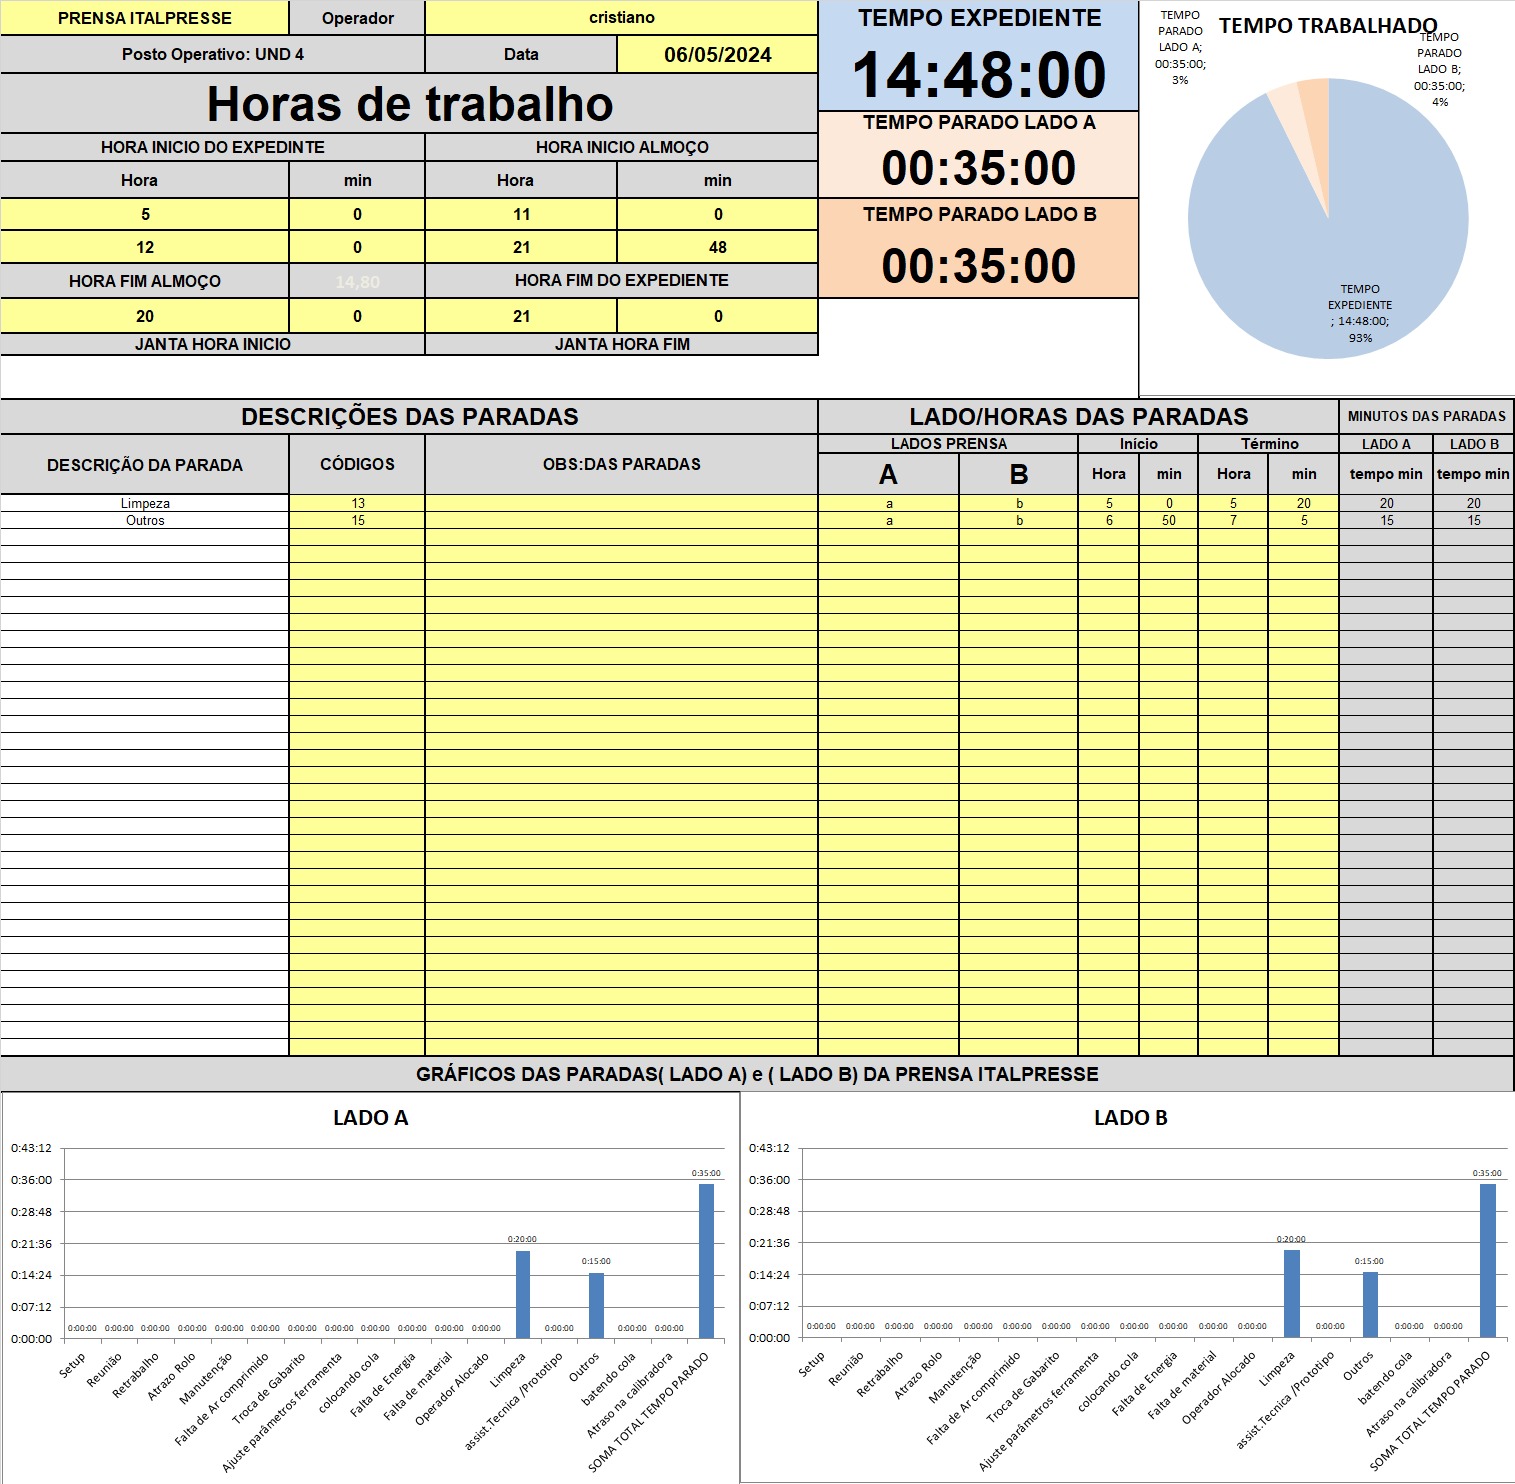 PRENSA ITALPRESSE Operador cristiano
Posto Operativo: UND 4 Data 06/05/2024
Horas de trabalho
HORA INICIO DO EXPEDINTE HORA INICIO ALMOÇO
Hora min Hora min
5 0 11 0
12 0 21 48
HORA FIM ALMOÇO 14,80 HORA FIM DO EXPEDIENTE
20 0 21 0
JANTA HORA INICIO JANTA HORA FIM
TEMPO EXPEDIENTE
14:48:00
TEMPO PARADO LADO A
00:35:00
TEMPO PARADO LADO B
00:35:00
TEMPO TRABALHADO
TEMPO
PARADO
LADO A;
00:35:00;
3%
TEMPO
PARADO
LADO B;
00:35:00;
4%
TEMPO
EXPEDIENTE
; 14:48:00;
93%
DESCRIÇÕES DAS PARADAS LADO/HORAS DAS PARADAS MINUTOS DAS PARADAS
LADOS PRENSA Início Término LADO A LADO B
DESCRIÇÃO DA PARADA CÓDIGOS OBS:DAS PARADAS A B Hora min Hora min tempo min tempo min
Limpeza 13 a b 5 0 5 20 20 20
Outros 15 a b 6 50 7 5 15 15
GRÁFICOS DAS PARADAS( LADO A) e ( LADO B) DA PRENSA ITALPRESSE
LADO A
0:43:12
0:36:00
0:28:48
0:21:36
0:14:24
0:07:12
0:00:00
0:00:00 0:00:00 0:00:00 0:00:00 0:00:00 0:00:00 0:00:00 0:00:00 0:00:00 0:00:00 0:00:00 0:00:00 0:20:00 0:00:00 0:15:00 0:00:00 0:00:00 0:35:00
Setup
Reunião
Retrabalho
Atrazo Rolo
Manutenção
Falta de Ar comprimido
Troca de Gabarito
Ajuste parâmetros ferramenta
colocando cola
Falta de Energia
Falta de material
Operador Alocado
Limpeza
assist.Tecnica /Prototipo
Outros
batendo cola
Atraso na calibradora
SOMA TOTAL TEMPO PARADO
LADO B
0:43:12
0:36:00
0:28:48
0:21:36
0:14:24
0:07:12
0:00:00
0:00:00 0:00:00 0:00:00 0:00:00 0:00:00 0:00:00 0:00:00 0:00:00 0:00:00 0:00:00 0:00:00 0:00:00 0:20:00 0:00:00 0:15:00 0:00:00 0:00:00 0:35:00
Setup
Reunião
Retrabalho
Atrazo Rolo
Manutenção
Falta de Ar comprimido
Troca de Gabarito
Ajuste parâmetros ferramenta
colocando cola
Falta de Energia
Falta de material
Operador Alocado
Limpeza
assist.Tecnica /Prototipo
Outros
batendo cola
Atraso na calibradora
SOMA TOTAL TEMPO PARADO